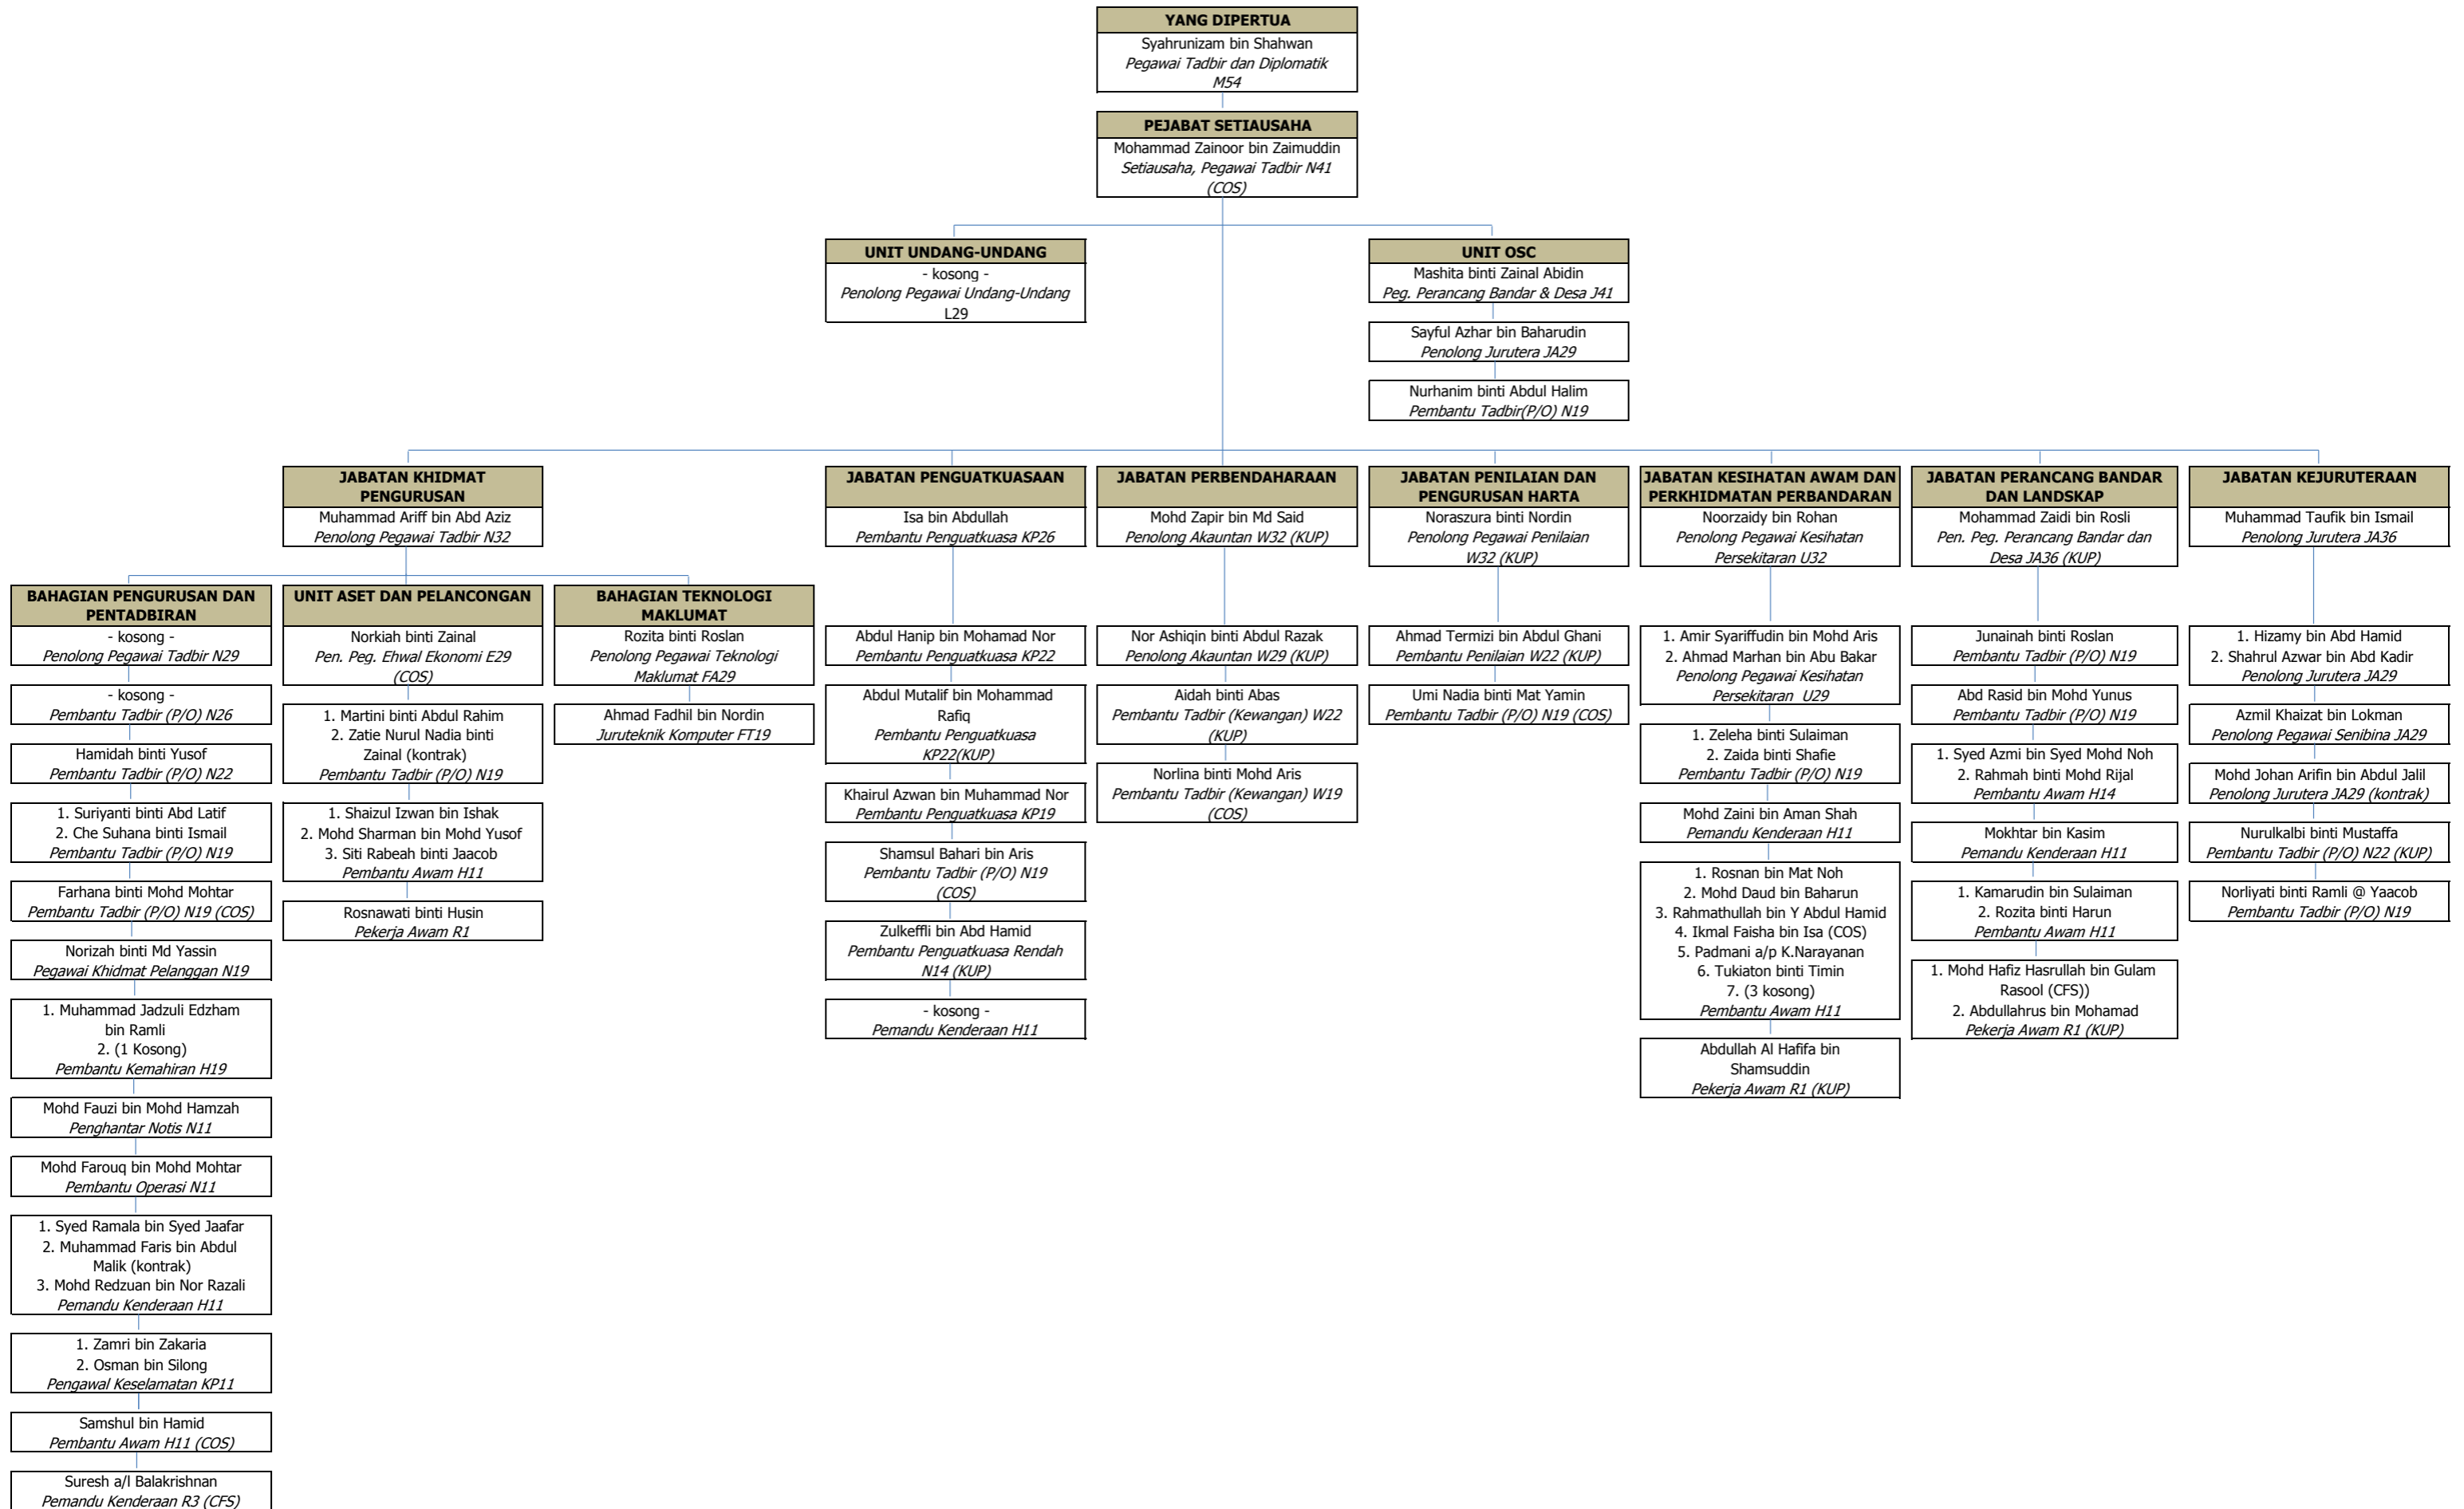 YANG DIPERTUA
Syahrunizam bin Shahwan
Pegawai Tadbir dan Diplomatik
M54
PEJABAT SETIAUSAHA
Mohammad Zainoor bin Zaimuddin
Setiausaha, Pegawai Tadbir N41
(COS)
UNIT UNDANG-UNDANG
- kosong -
Penolong Pegawai Undang-Undang
L29
UNIT OSC
Mashita binti Zainal Abidin
Peg. Perancang Bandar & Desa J41
Sayful Azhar bin Baharudin
Penolong Jurutera JA29
Nurhanim binti Abdul Halim
Pembantu Tadbir(P/O) N19
JABATAN KHIDMAT
PENGURUSAN
Muhammad Ariff bin Abd Aziz
Penolong Pegawai Tadbir N32
BAHAGIAN PENGURUSAN DAN
PENTADBIRAN
- kosong -
Penolong Pegawai Tadbir N29
- kosong -
Pembantu Tadbir (P/O) N26
Hamidah binti Yusof
Pembantu Tadbir (P/O) N22
1. Suriyanti binti Abd Latif
2. Che Suhana binti Ismail
Pembantu Tadbir (P/O) N19
Farhana binti Mohd Mohtar
Pembantu Tadbir (P/O) N19 (COS)
Norizah binti Md Yassin
Pegawai Khidmat Pelanggan N19
1. Muhammad Jadzuli Edzham
bin Ramli
2. (1 Kosong)
Pembantu Kemahiran H19
Mohd Fauzi bin Mohd Hamzah
Penghantar Notis N11
Mohd Farouq bin Mohd Mohtar
Pembantu Operasi N11
1. Syed Ramala bin Syed Jaafar
2. Muhammad Faris bin Abdul
Malik (kontrak)
3. Mohd Redzuan bin Nor Razali
Pemandu Kenderaan H11
1. Zamri bin Zakaria
2. Osman bin Silong
Pengawal Keselamatan KP11
Samshul bin Hamid
Pembantu Awam H11 (COS)
Suresh a/l Balakrishnan
Pemandu Kenderaan R3 (CFS)
UNIT ASET DAN PELANCONGAN
Norkiah binti Zainal
Pen. Peg. Ehwal Ekonomi E29
(COS)
1. Martini binti Abdul Rahim
2. Zatie Nurul Nadia binti
Zainal (kontrak)
Pembantu Tadbir (P/O) N19
1. Shaizul Izwan bin Ishak
2. Mohd Sharman bin Mohd Yusof
3. Siti Rabeah binti Jaacob
Pembantu Awam H11
Rosnawati binti Husin
Pekerja Awam R1
BAHAGIAN TEKNOLOGI
MAKLUMAT
Rozita binti Roslan
Penolong Pegawai Teknologi
Maklumat FA29
Ahmad Fadhil bin Nordin
Juruteknik Komputer FT19
JABATAN PENGUATKUASAAN
Isa bin Abdullah
Pembantu Penguatkuasa KP26
Abdul Hanip bin Mohamad Nor
Pembantu Penguatkuasa KP22
Abdul Mutalif bin Mohammad
Rafiq
Pembantu Penguatkuasa
KP22(KUP)
Khairul Azwan bin Muhammad Nor
Pembantu Penguatkuasa KP19
Shamsul Bahari bin Aris
Pembantu Tadbir (P/O) N19
(COS)
Zulkeffli bin Abd Hamid
Pembantu Penguatkuasa Rendah
N14 (KUP)
- kosong -
Pemandu Kenderaan H11
JABATAN PERBENDAHARAAN
Mohd Zapir bin Md Said
Penolong Akauntan W32 (KUP)
Nor Ashiqin binti Abdul Razak
Penolong Akauntan W29 (KUP)
Aidah binti Abas
Pembantu Tadbir (Kewangan) W22
(KUP)
Norlina binti Mohd Aris
Pembantu Tadbir (Kewangan) W19
(COS)
JABATAN PENILAIAN DAN
PENGURUSAN HARTA
Noraszura binti Nordin
Penolong Pegawai Penilaian
W32 (KUP)
Ahmad Termizi bin Abdul Ghani
Pembantu Penilaian W22 (KUP)
Umi Nadia binti Mat Yamin
Pembantu Tadbir (P/O) N19 (COS)
JABATAN KESIHATAN AWAM DAN
PERKHIDMATAN PERBANDARAN
Noorzaidy bin Rohan
Penolong Pegawai Kesihatan
Persekitaran U32
1. Amir Syariffudin bin Mohd Aris
2. Ahmad Marhan bin Abu Bakar
Penolong Pegawai Kesihatan
Persekitaran U29
1. Zeleha binti Sulaiman
2. Zaida binti Shafie
Pembantu Tadbir (P/O) N19
Mohd Zaini bin Aman Shah
Pemandu Kenderaan H11
1. Rosnan bin Mat Noh
2. Mohd Daud bin Baharun
3. Rahmathullah bin Y Abdul Hamid
4. Ikmal Faisha bin Isa (COS)
5. Padmani a/p K.Narayanan
6. Tukiaton binti Timin
7. (3 kosong)
Pembantu Awam H11
Abdullah Al Hafifa bin
Shamsuddin
Pekerja Awam R1 (KUP)
JABATAN PERANCANG BANDAR
DAN LANDSKAP
Mohammad Zaidi bin Rosli
Pen. Peg. Perancang Bandar dan
Desa JA36 (KUP)
Junainah binti Roslan
Pembantu Tadbir (P/O) N19
Abd Rasid bin Mohd Yunus
Pembantu Tadbir (P/O) N19
1. Syed Azmi bin Syed Mohd Noh
2. Rahmah binti Mohd Rijal
Pembantu Awam H14
Mokhtar bin Kasim
Pemandu Kenderaan H11
1. Kamarudin bin Sulaiman
2. Rozita binti Harun
Pembantu Awam H11
1. Mohd Hafiz Hasrullah bin Gulam
Rasool (CFS))
2. Abdullahrus bin Mohamad
Pekerja Awam R1 (KUP)
JABATAN KEJURUTERAAN
Muhammad Taufik bin Ismail
Penolong Jurutera JA36
1. Hizamy bin Abd Hamid
2. Shahrul Azwar bin Abd Kadir
Penolong Jurutera JA29
Azmil Khaizat bin Lokman
Penolong Pegawai Senibina JA29
Mohd Johan Arifin bin Abdul Jalil
Penolong Jurutera JA29 (kontrak)
Nurulkalbi binti Mustaffa
Pembantu Tadbir (P/O) N22 (KUP)
Norliyati binti Ramli @ Yaacob
Pembantu Tadbir (P/O) N19